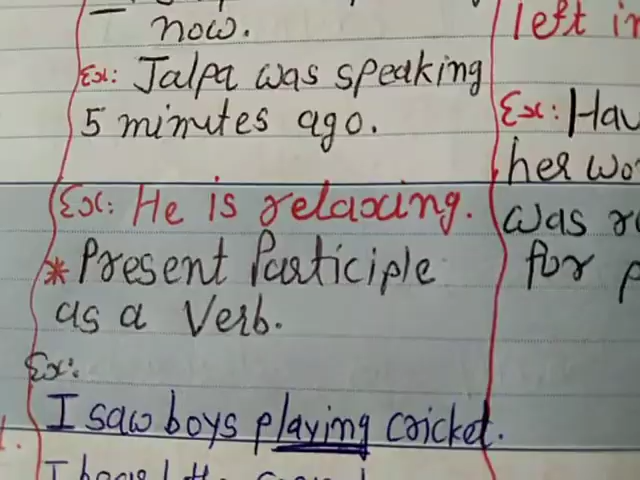 now.
Ex: Jalpa was speaking
5 minutes ago.
Ex: He is relaxing.
* Present Participle
as a Verb.
Ex:
I saw boys playing cricket.
left in
Ex: Hav
her wo
was
for p